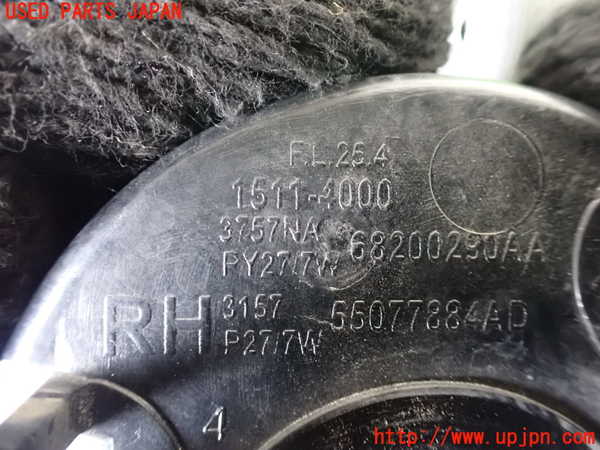 USED PARTS JAPAN
F.L.25.4
1511-4000
3757NA 68200290AA
PY27/7W
RH 3157 55077884AD
P27/7W
4
http://www.upjpn.com